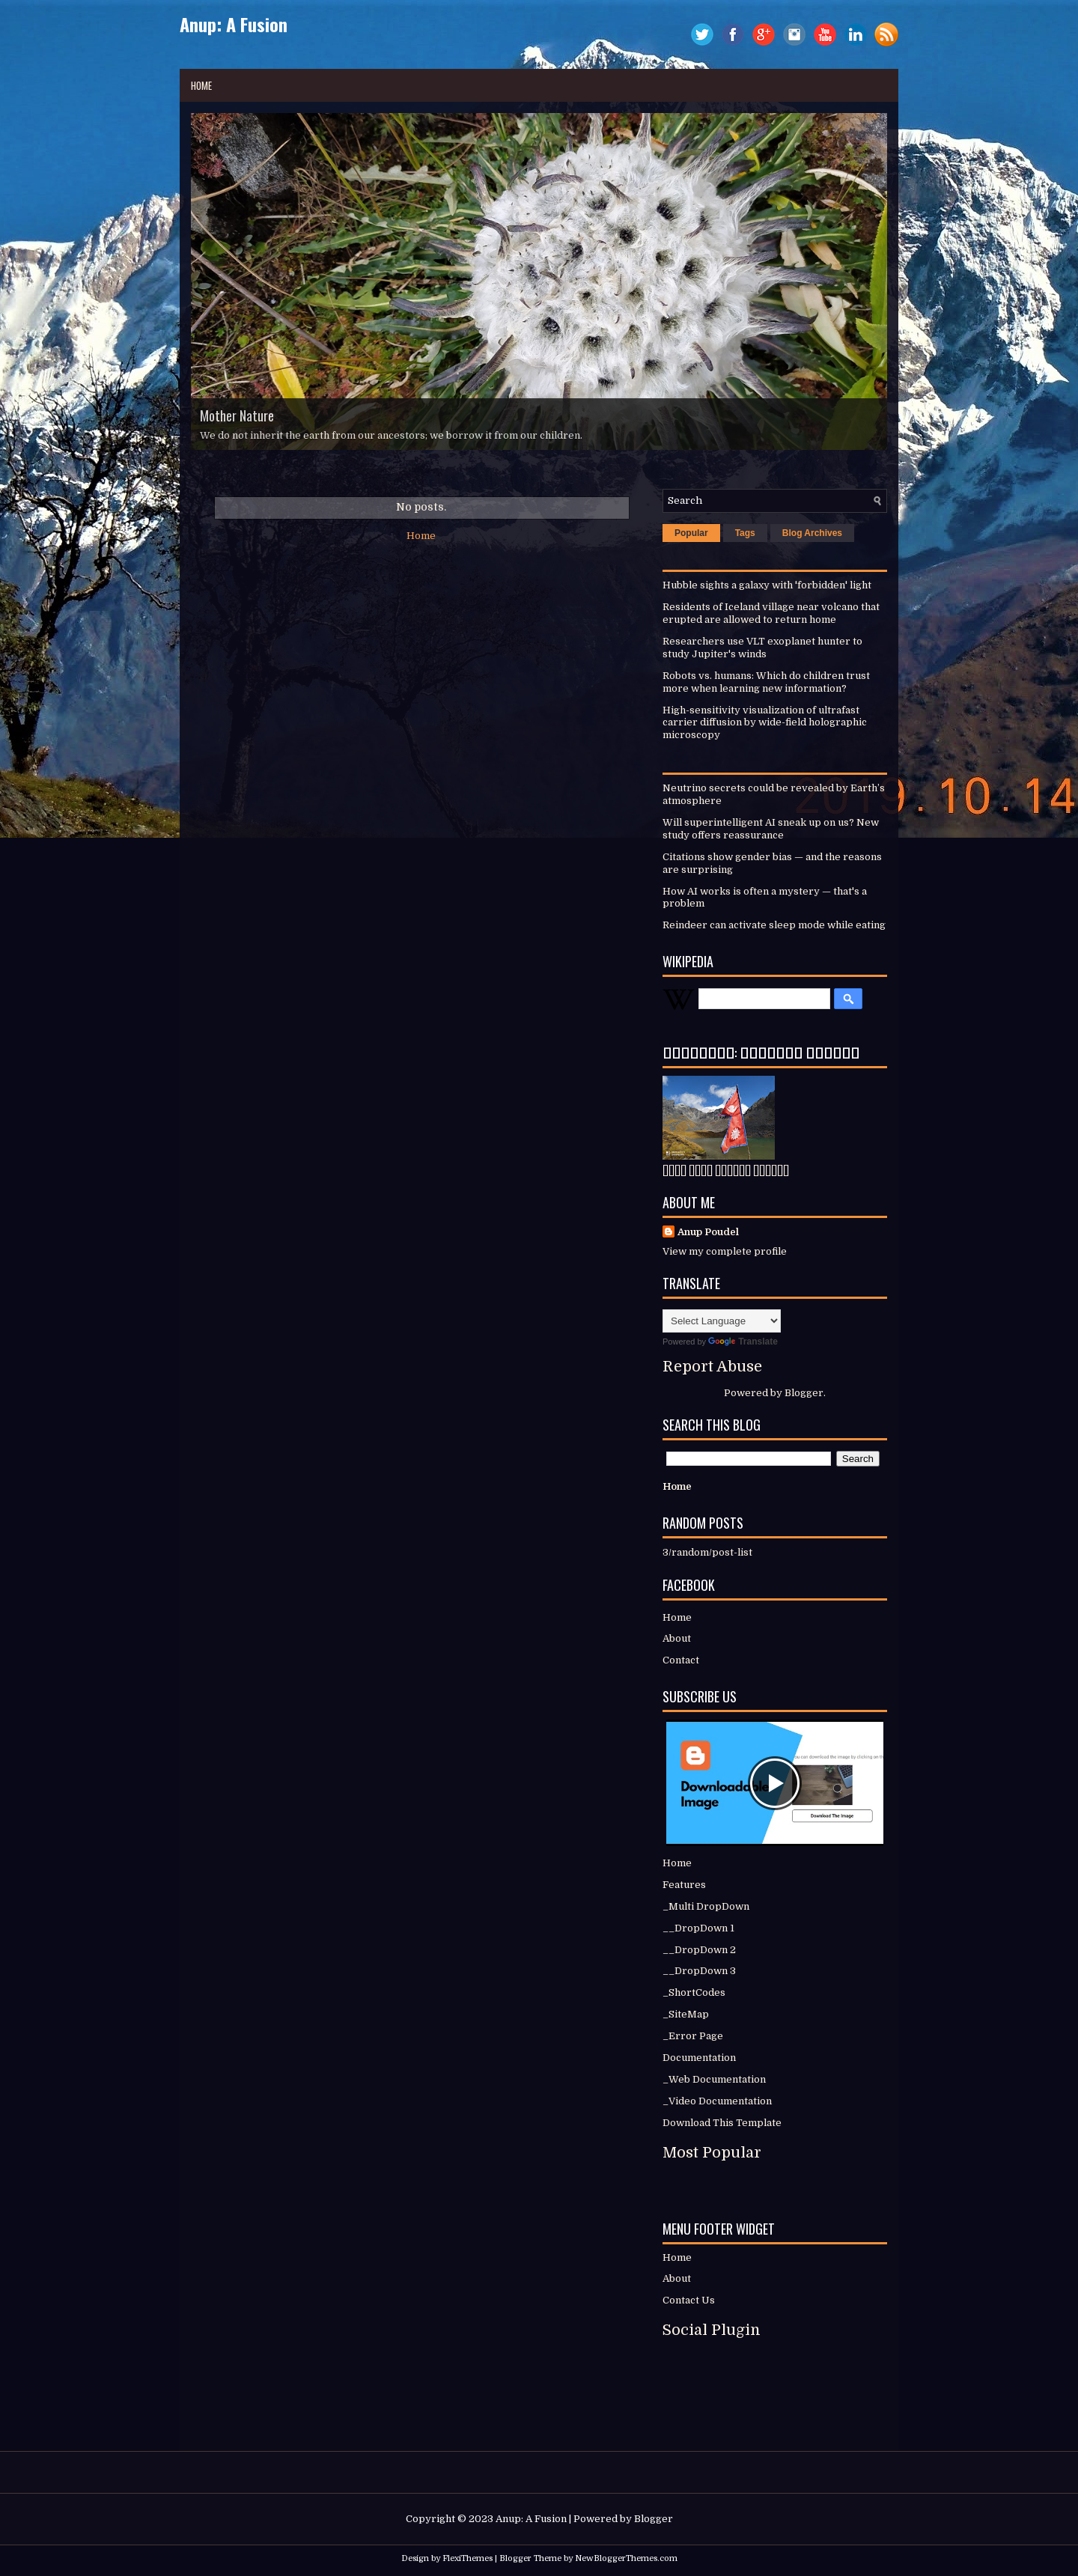 Anup: A Fusion
You
Tube
HOME
Mother Nature
We do not inherit the earth from our ancestors; we borrow it from our children.
No posts.
Home
Search
Popular
Tags
Blog Archives
Hubble sights a galaxy with 'forbidden' light
Residents of Iceland village near volcano that
erupted are allowed to return home
Researchers use VLT exoplanet hunter to
study Jupiter's winds
Robots vs. humans: Which do children trust
more when learning new information?
High-sensitivity visualization of ultrafast
carrier diffusion by wide-field holographic
microscopy
2019.10.14
Neutrino secrets could be revealed by Earth's
atmosphere
Will superintelligent AI sneak up on us? New
study offers reassurance
Citations show gender bias — and the reasons
are surprising
How AI works is often a mystery — that's a
problem
Reindeer can activate sleep mode while eating
WIKIPEDIA
W
ABOUT ME
Anup Poudel
View my complete profile
TRANSLATE
Select Language
Powered by Google Translate
Report Abuse
Powered by Blogger.
SEARCH THIS BLOG
Search
Home
RANDOM POSTS
3/random/post-list
FACEBOOK
Home
About
Contact
SUBSCRIBE US
Downloadable
Image
Download The Image
Home
Features
_Multi DropDown
__DropDown 1
__DropDown 2
__DropDown 3
_ShortCodes
_SiteMap
_Error Page
Documentation
_Web Documentation
_Video Documentation
Download This Template
Most Popular
MENU FOOTER WIDGET
Home
About
Contact Us
Social Plugin
Copyright © 2023 Anup: A Fusion | Powered by Blogger
Design by FlexiThemes | Blogger Theme by NewBloggerThemes.com